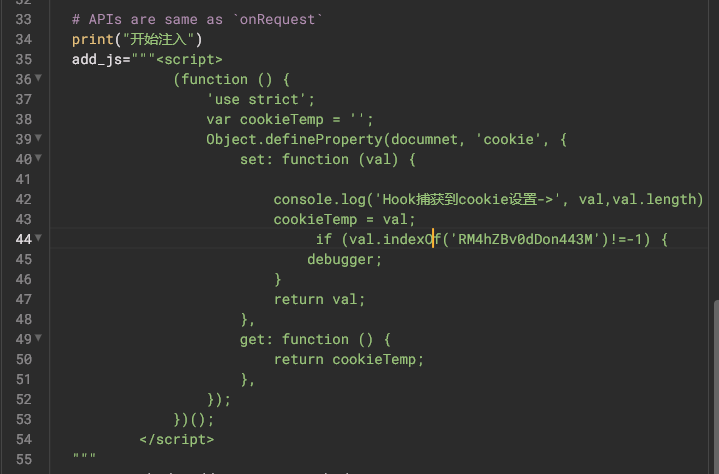 33 # APIs are same as `onRequest`
34 print("开始注入")
35 add_js="""<script>
36 (function () {
37 'use strict';
38 var cookieTemp = '';
39 Object.defineProperty(documnet, 'cookie', {
40 set: function (val) {
41
42 console.log('Hook捕获到cookie设置->', val,val.length)
43 cookieTemp = val;
44 if (val.indexOf('RM4hZBv0dDon443M')!=-1) {
45 debugger;
46 }
47 return val;
48 },
49 get: function () {
50 return cookieTemp;
51 },
52 });
53 })();
54 </script>
55 """